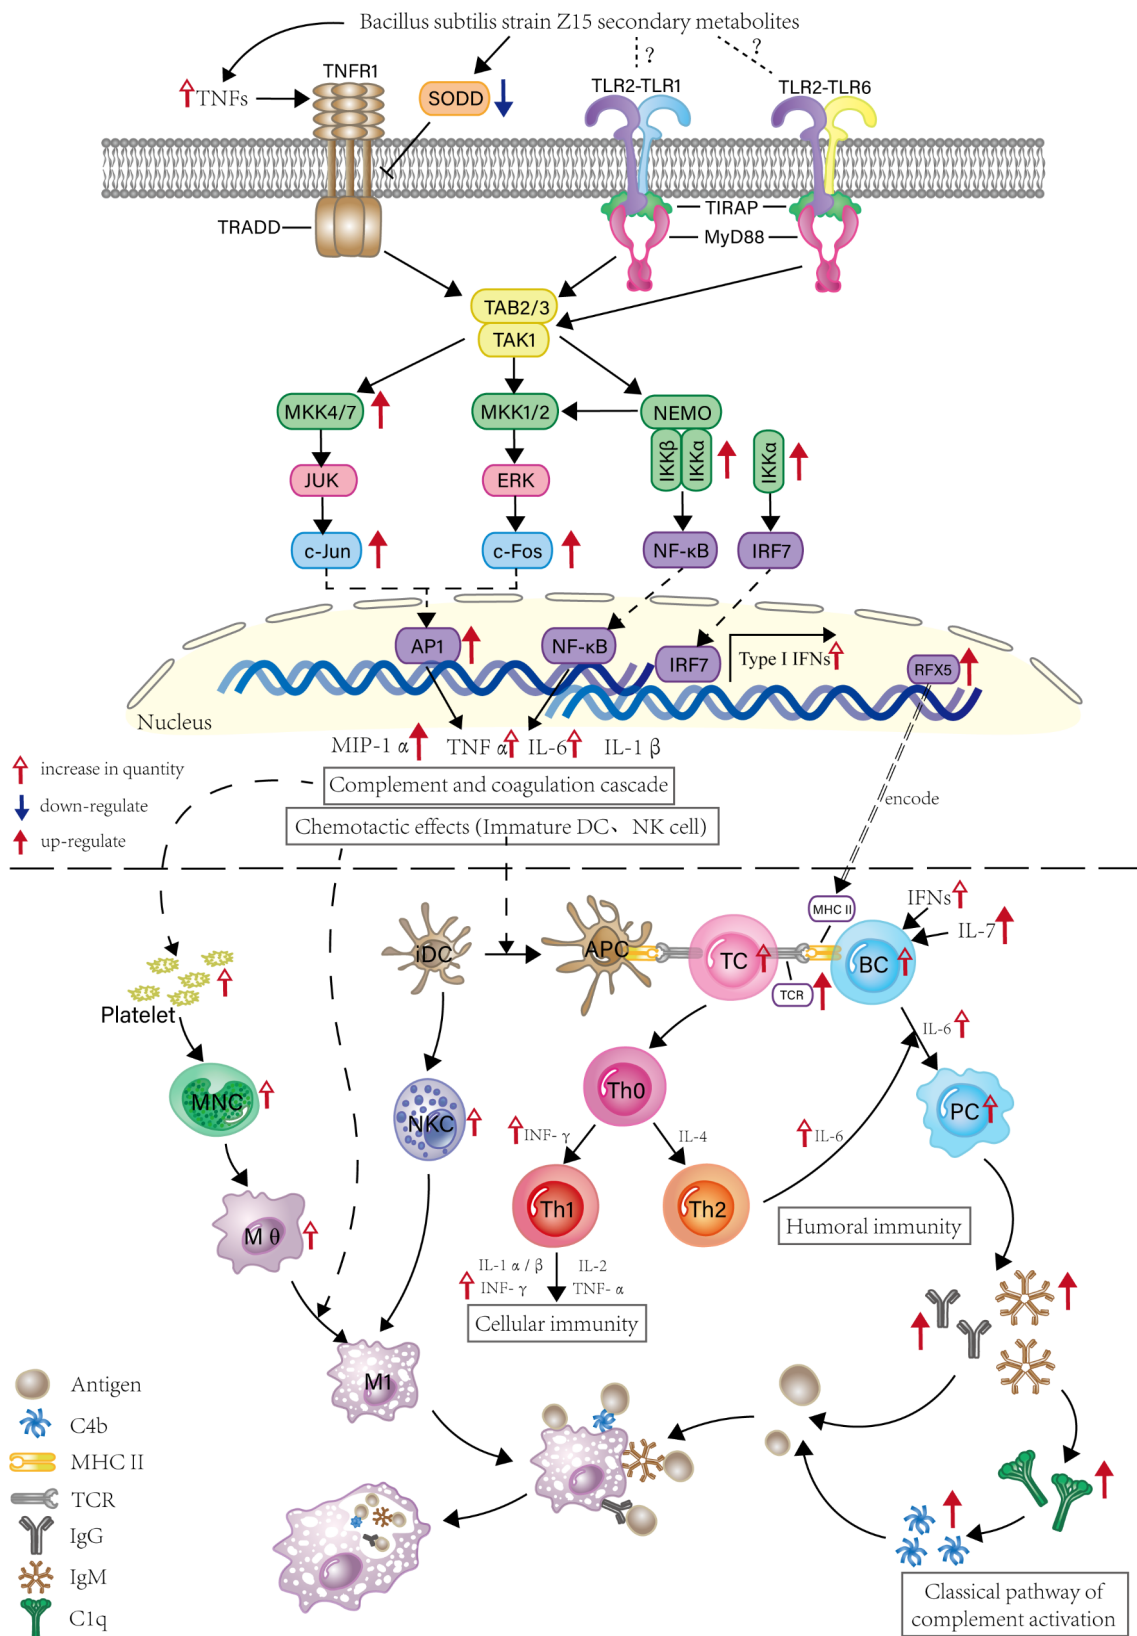 Bacillus subtilis strain Z15 secondary metabolites
?
?
TNFs
TNFR1
SODD
TLR2-TLR1
TLR2-TLR6
TRADD
TIRAP
MyD88
TAB2/3
TAK1
MKK4/7
MKK1/2
NEMO
IKKβ
IKKα
IKKα
JUK
ERK
c-Jun
c-Fos
NF-κB
IRF7
AP1
NF-κB
IRF7
Type I IFNs
RFX5
Nucleus
MIP-1 α
TNF α
IL-6
IL-1 β
increase in quantity
down-regulate
up-regulate
Complement and coagulation cascade
Chemotactic effects (Immature DC、NK cell)
encode
MHC II
IFNs
IL-7
iDC
APC
TC
BC
TCR
Platelet
IL-6
MNC
NKC
Th0
PC
INF- γ
IL-4
IL-6
M θ
Th1
Th2
Humoral immunity
IL-1 α / β
IL-2
INF- γ
TNF- α
Cellular immunity
M1
Antigen
C4b
MHC II
TCR
IgG
IgM
C1q
Classical pathway of
complement activation